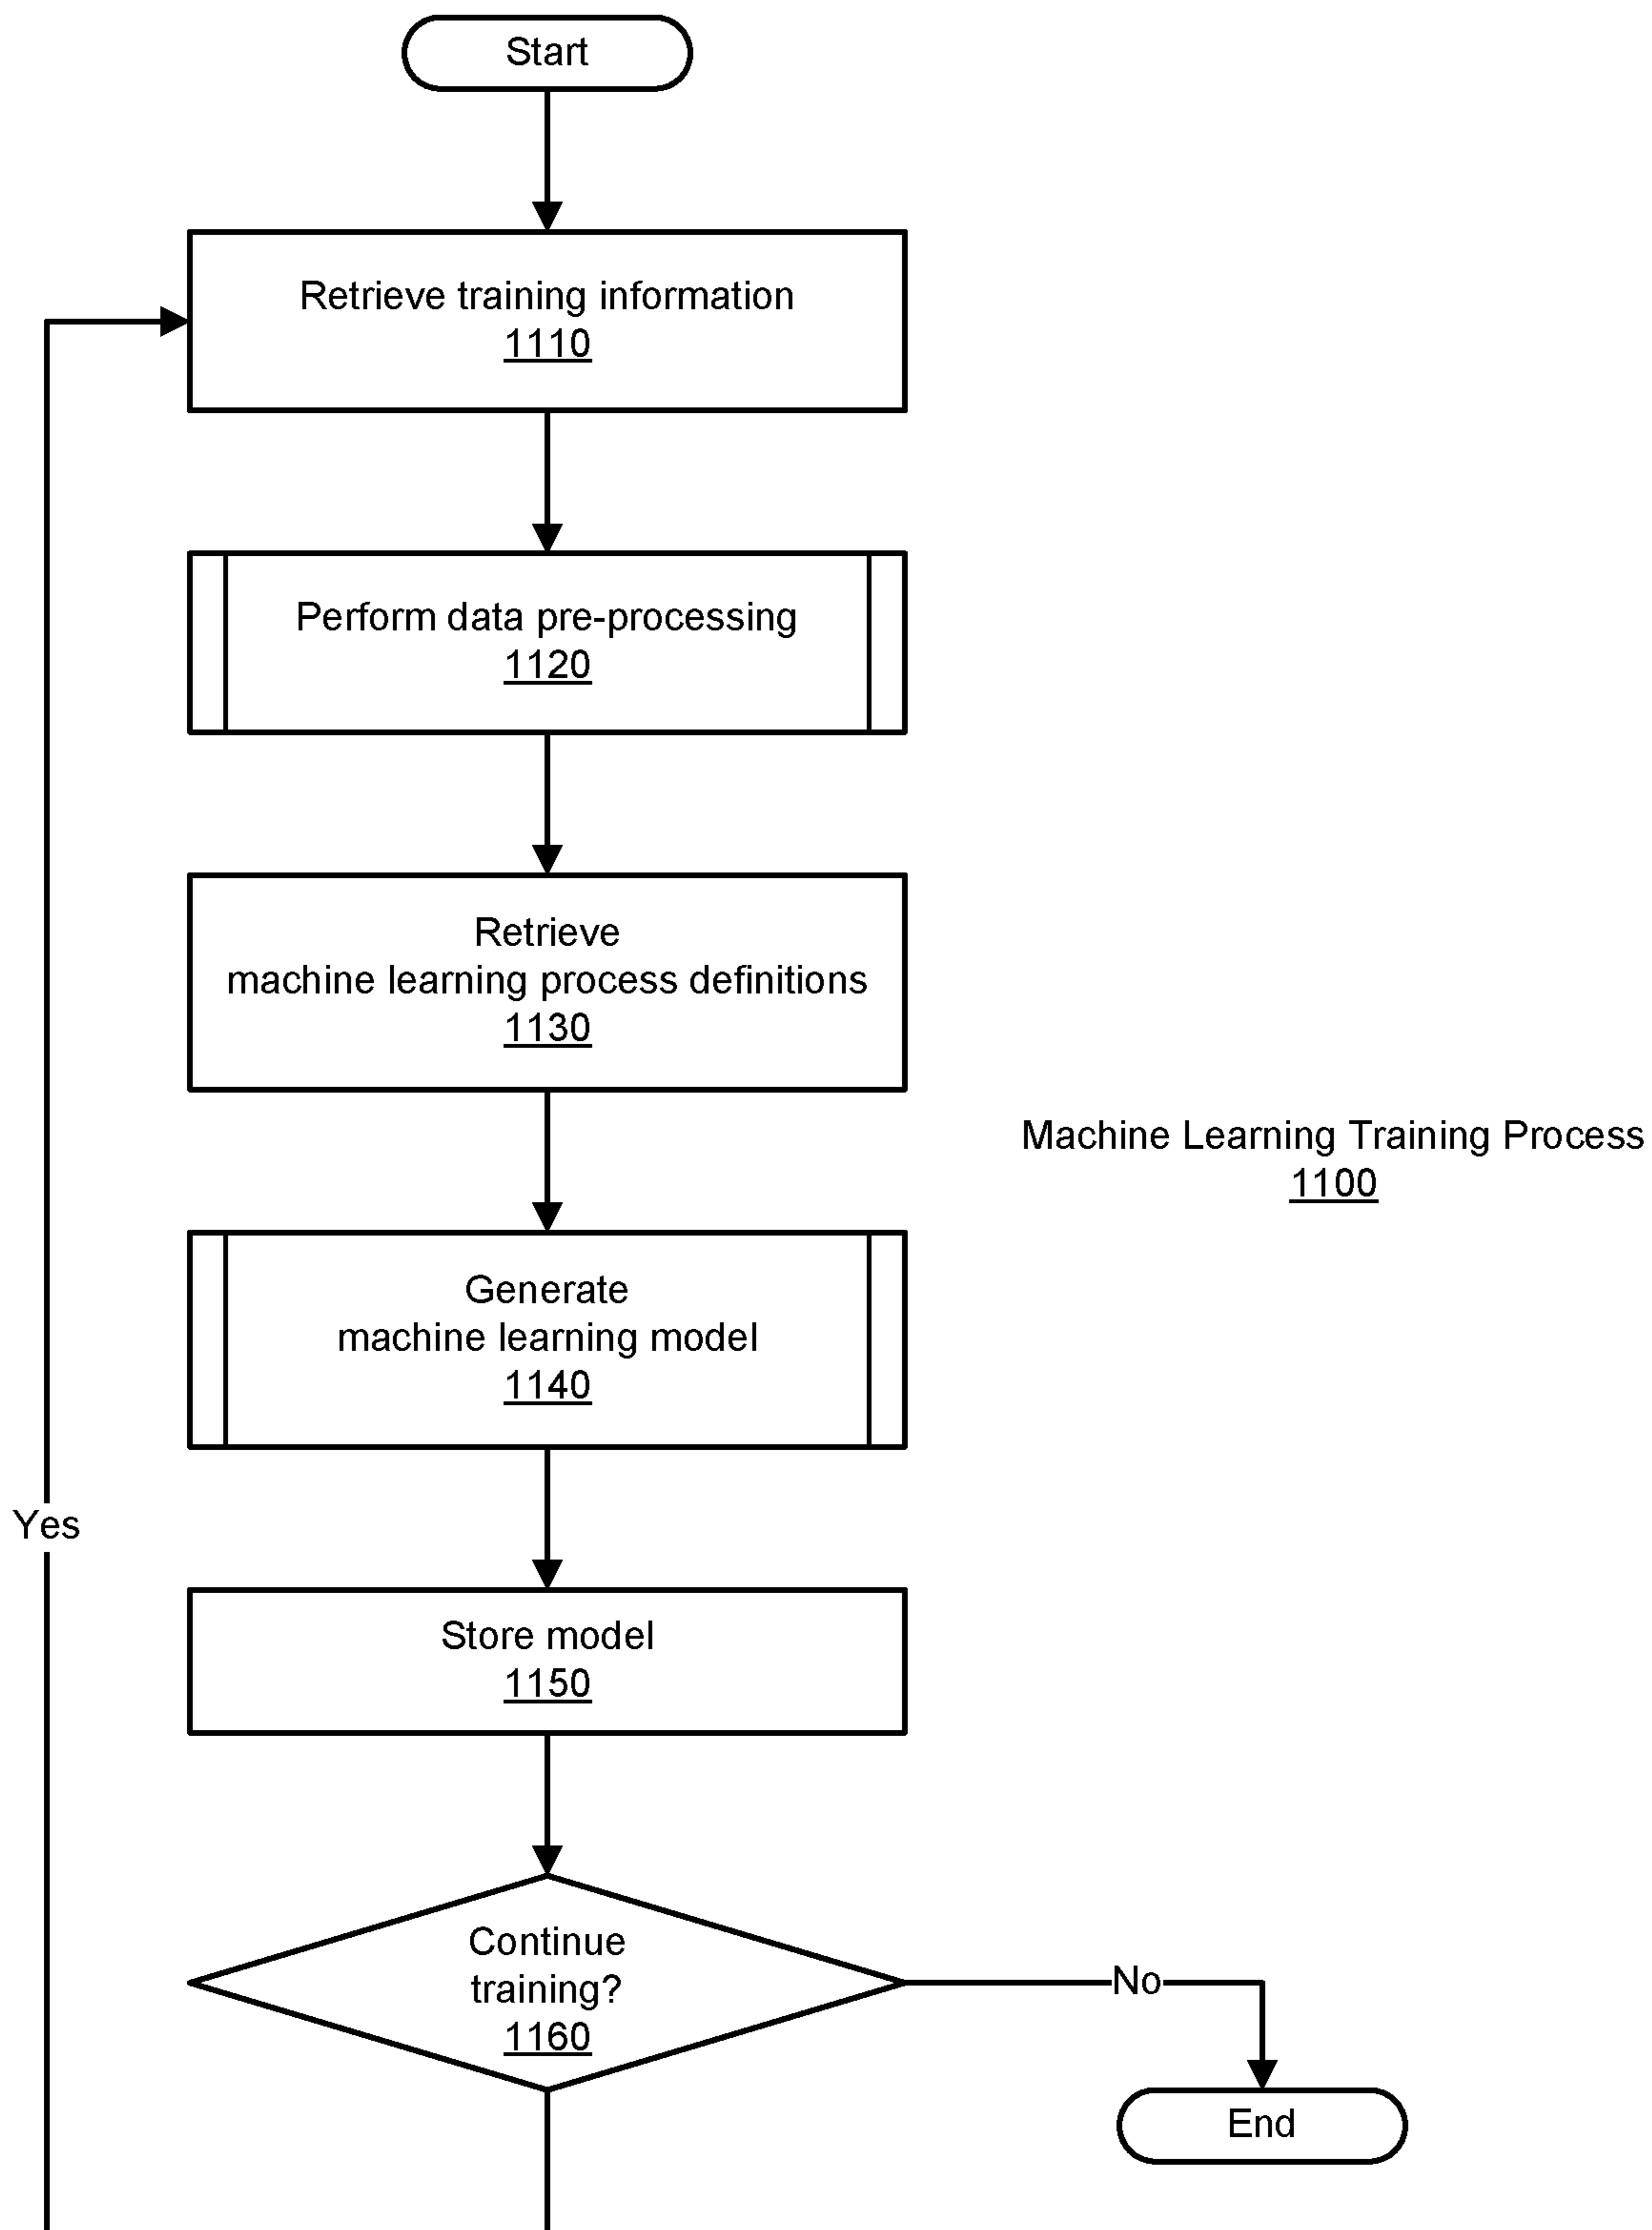 Start
Retrieve training information
1110
Perform data pre-processing
1120
Retrieve
machine learning process definitions
1130
Machine Learning Training Process
1100
Generate
machine learning model
1140
Yes
Store model
1150
Continue
training?
1160
No
End